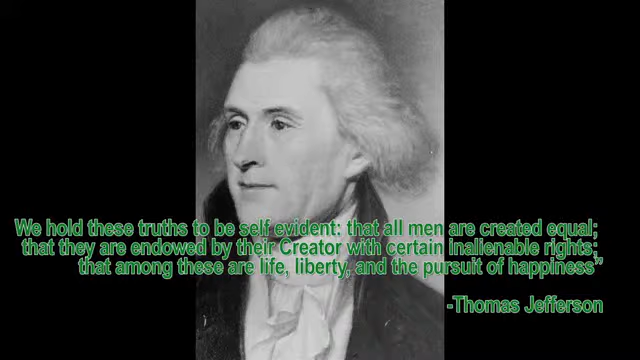 We hold these truths to be self evident: that all men are created equal;
that they are endowed by their Creator with certain inalienable rights;
that among these are life, liberty, and the pursuit of happiness”
-Thomas Jefferson